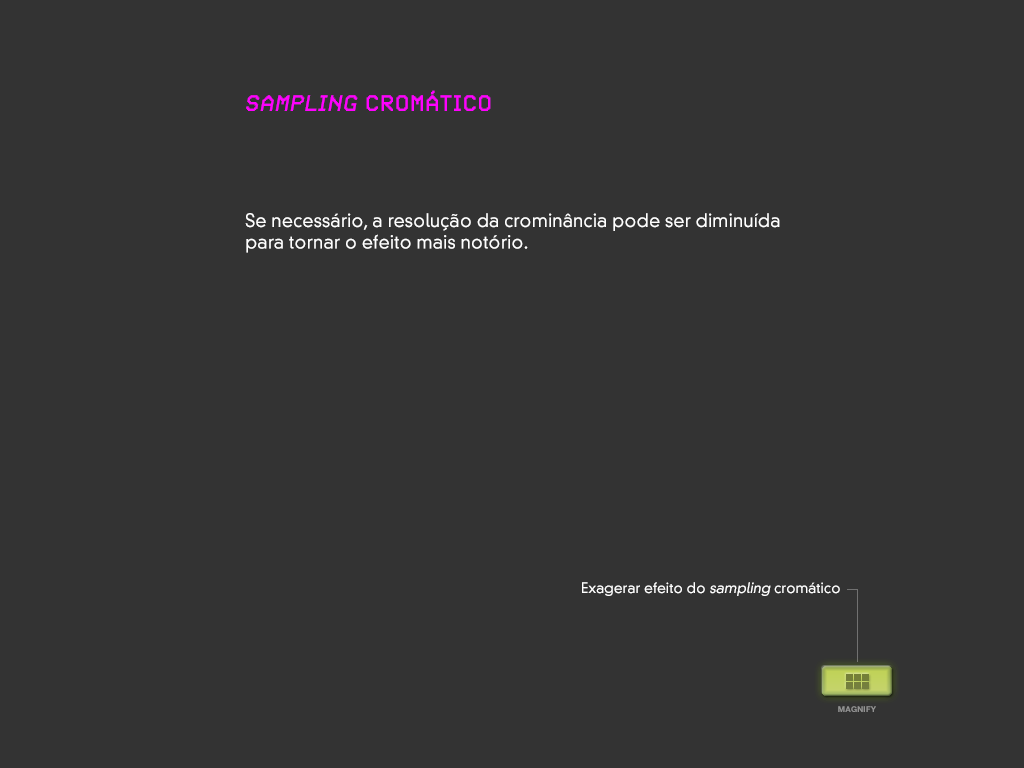 SAMPLING CROMÁTICO
Se necessário, a resolução da crominância pode ser diminuída
para tornar o efeito mais notório.
Exagerar efeito do sampling cromático
MAGNIFY